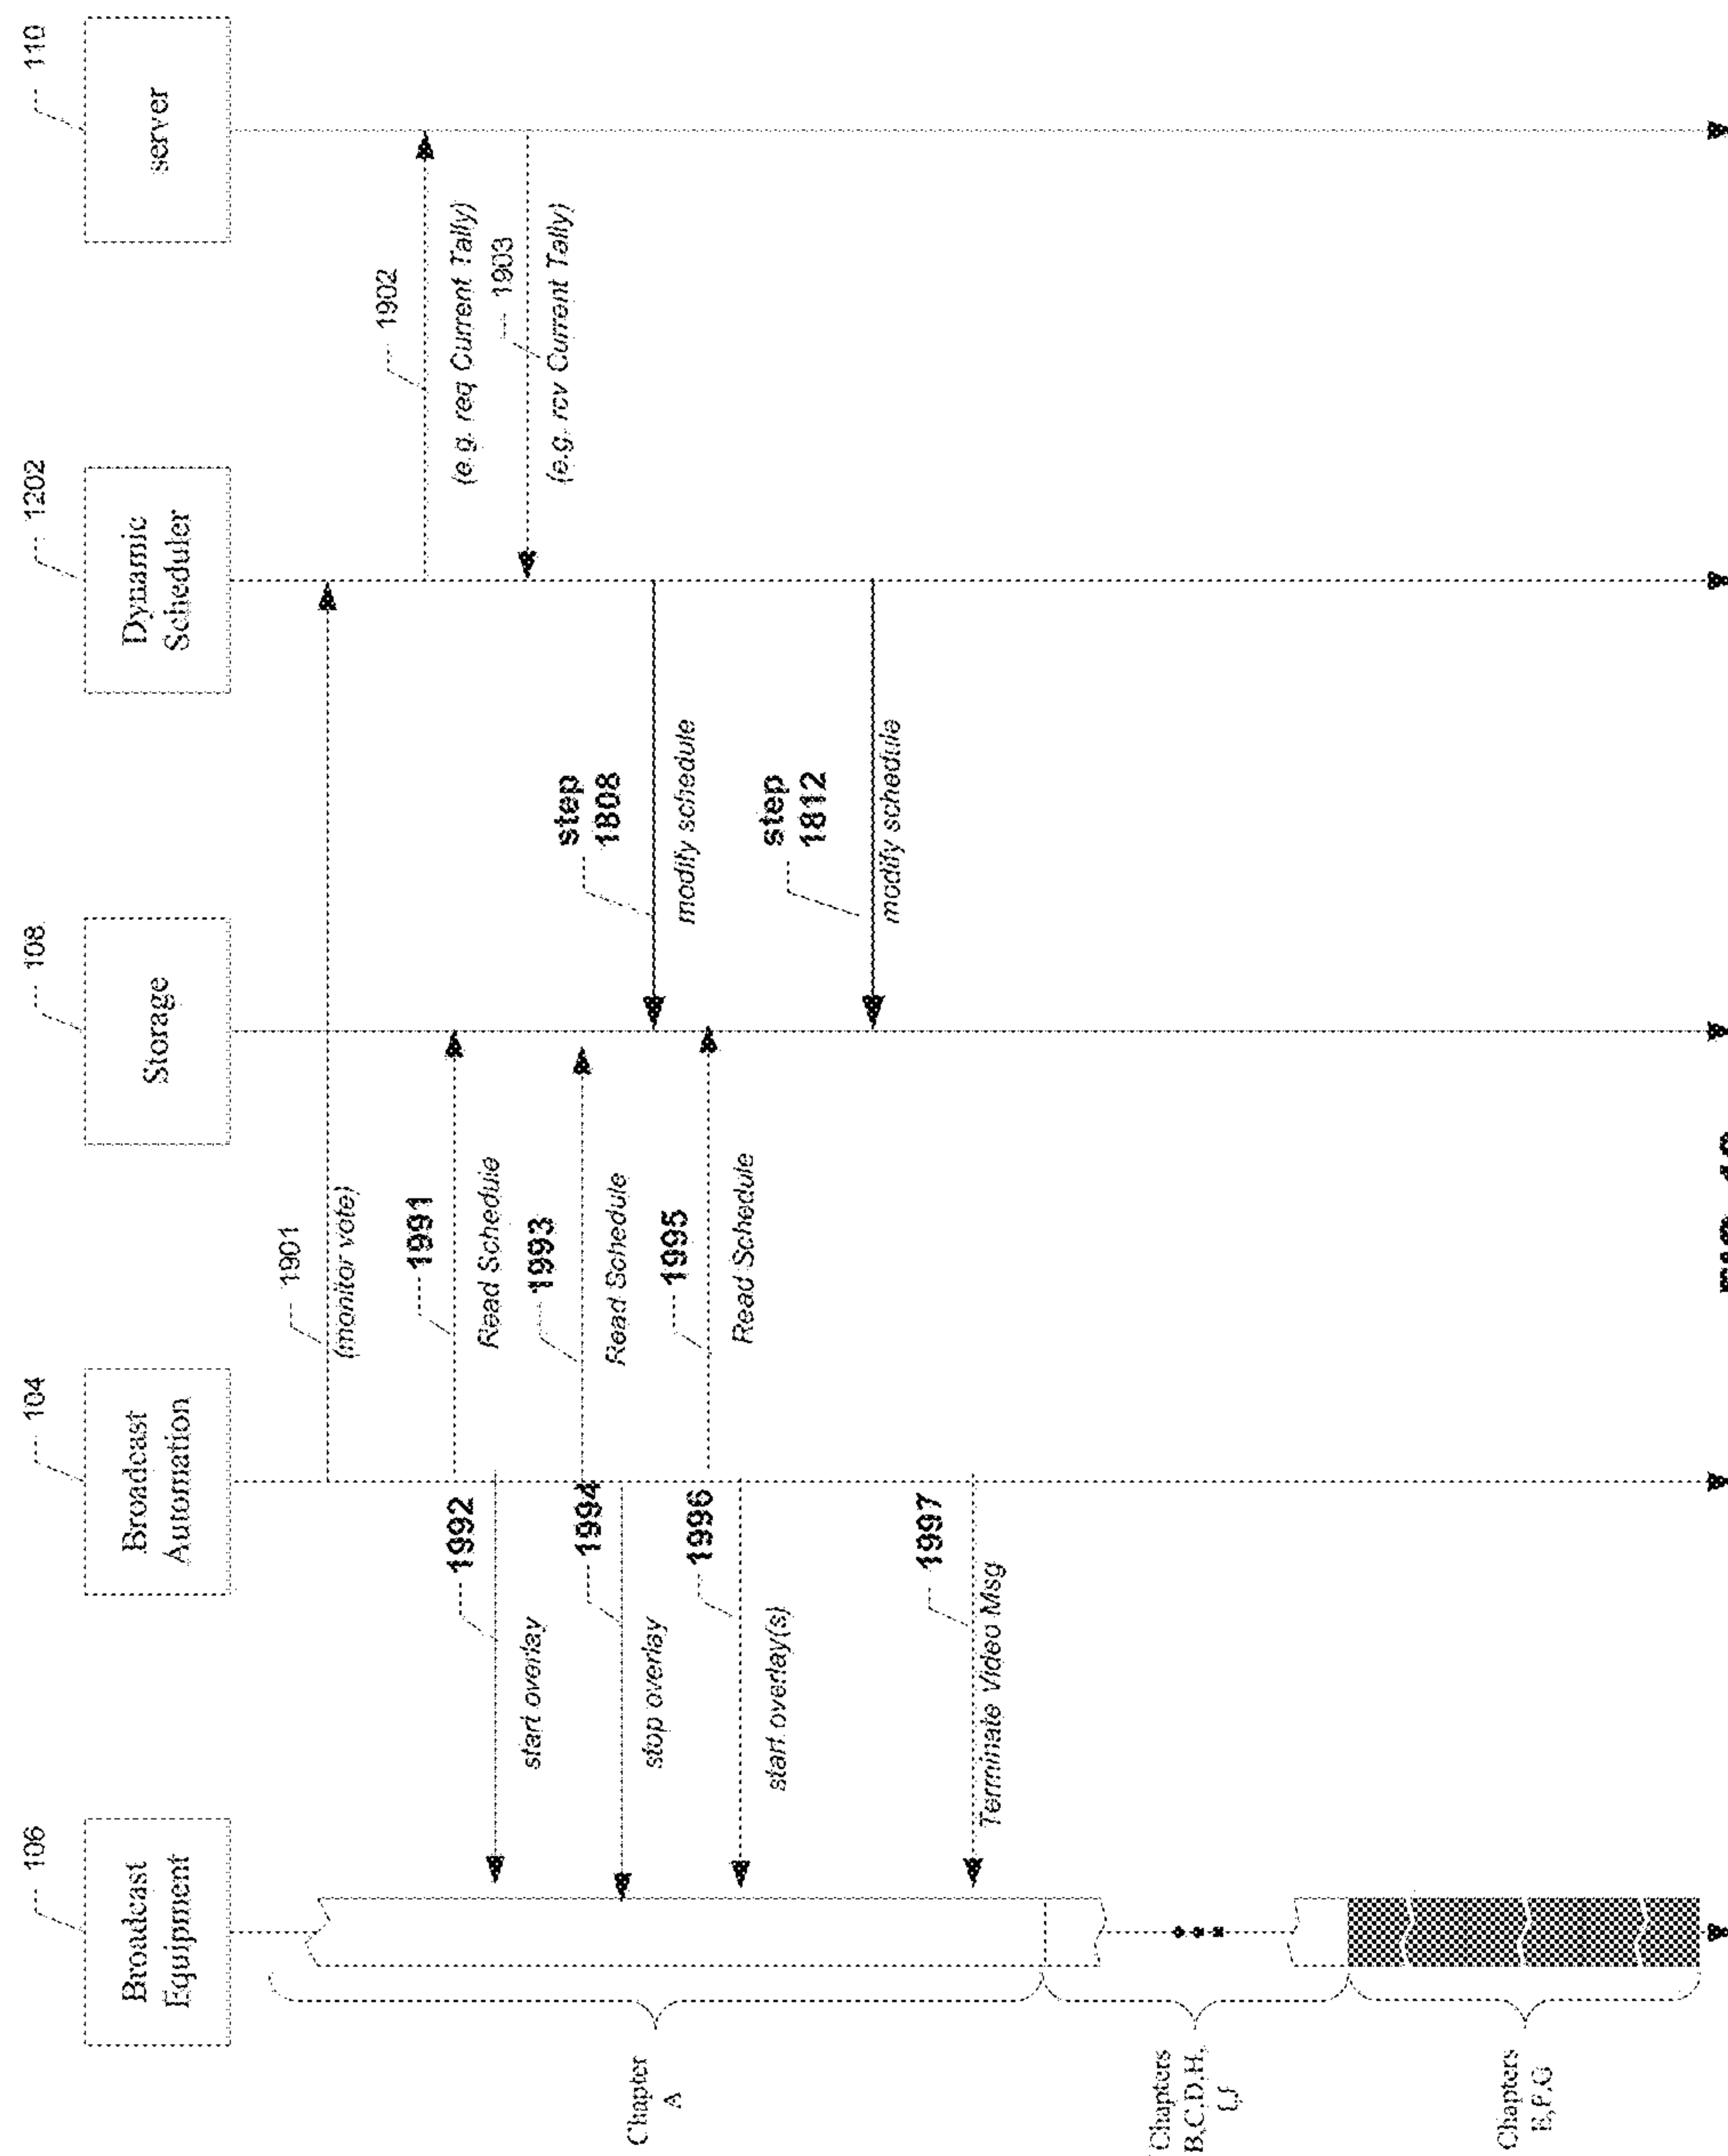 106
Broadcast
Equipment
104
Broadcast
Automation
108
Storage
1202
Dynamic
Scheduler
110
server
1901
(monitor vote)
1902
(e.g. req Current Tally)
1991
Read Schedule
1992
start overlay
1903
(e.g. rcv Current Tally)
1993
Read Schedule
1994
stop overlay
step
1808
modify schedule
1995
Read Schedule
1996
start overlay(s)
step
1812
modify schedule
1997
Terminate Video Msg
Chapter
A
Chapters
B,C,D,H,
I,J
Chapters
E,F,G